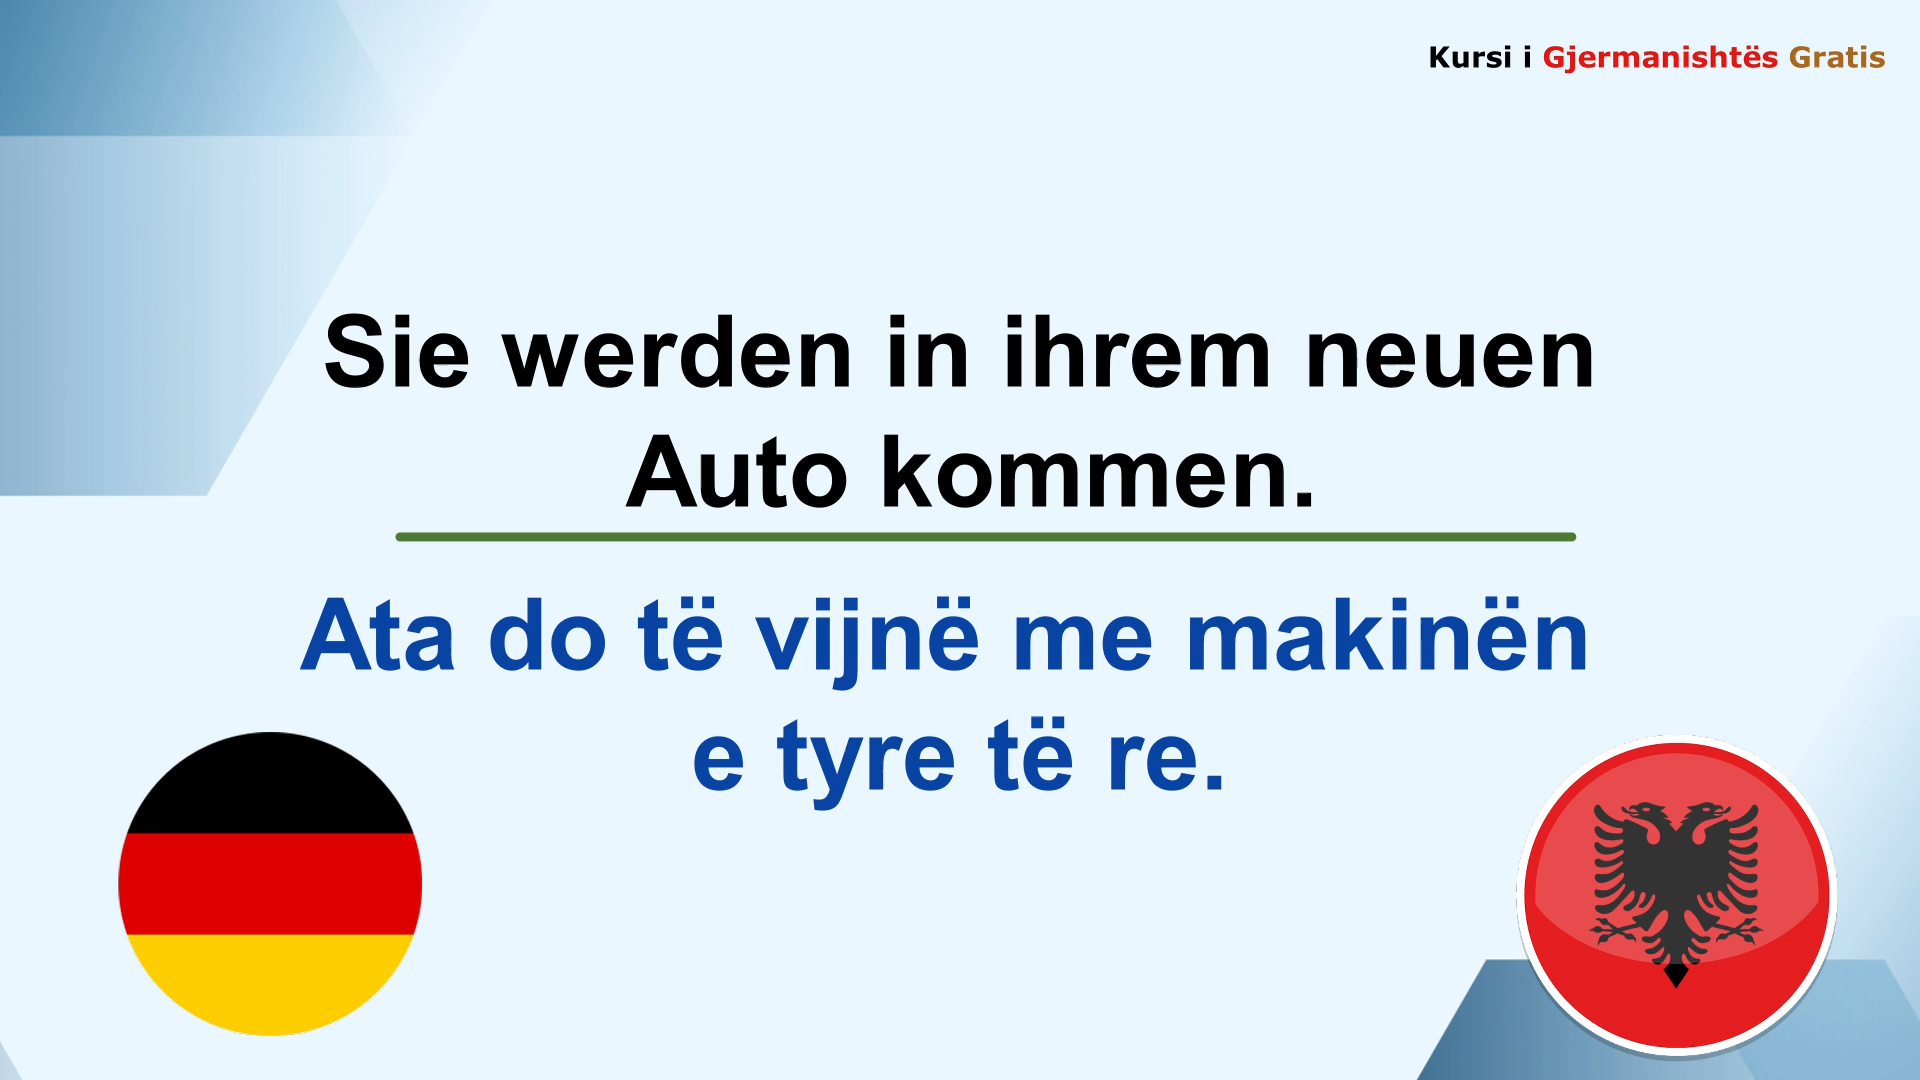 Kursi i Gjermanishtës Gratis
Sie werden in ihrem neuen
Auto kommen.
Ata do të vijnë me makinën
e tyre të re.